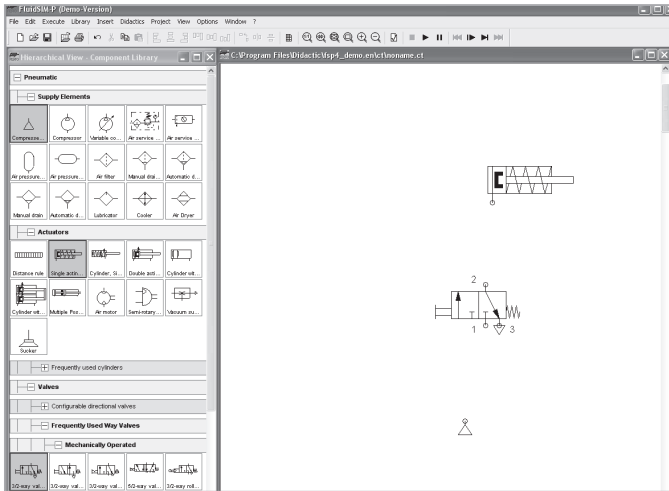 FluidSIM-P (Demo-Version)
File Edit Execute Library Insert Didactics Project View Options Window ?
Hierarchical View - Component Library
C:\Program Files\Didactic\fsp4_demo.en\ct\noname.ct
Pneumatic
Supply Elements
Compresse... Compressor Variable co... Air service ... Air service ...
Air pressure... Air pressure... Air filter Manual drai... Automatic d...
Manual drain Automatic d... Lubricator Cooler Air Dryer
Actuators
Distance rule Single actin... Cylinder, Si... Double acti... Cylinder wit...
Cylinder wit... Multiple Pos... Air motor Semi-rotary ... Vacuum su...
Sucker
Frequently used cylinders
Valves
Configurable directional valves
Frequently Used Way Valves
Mechanically Operated
3/2-way val... 3/2-way val... 3/2-way val... 5/2-way val... 3/2-way roll...
2
1 3